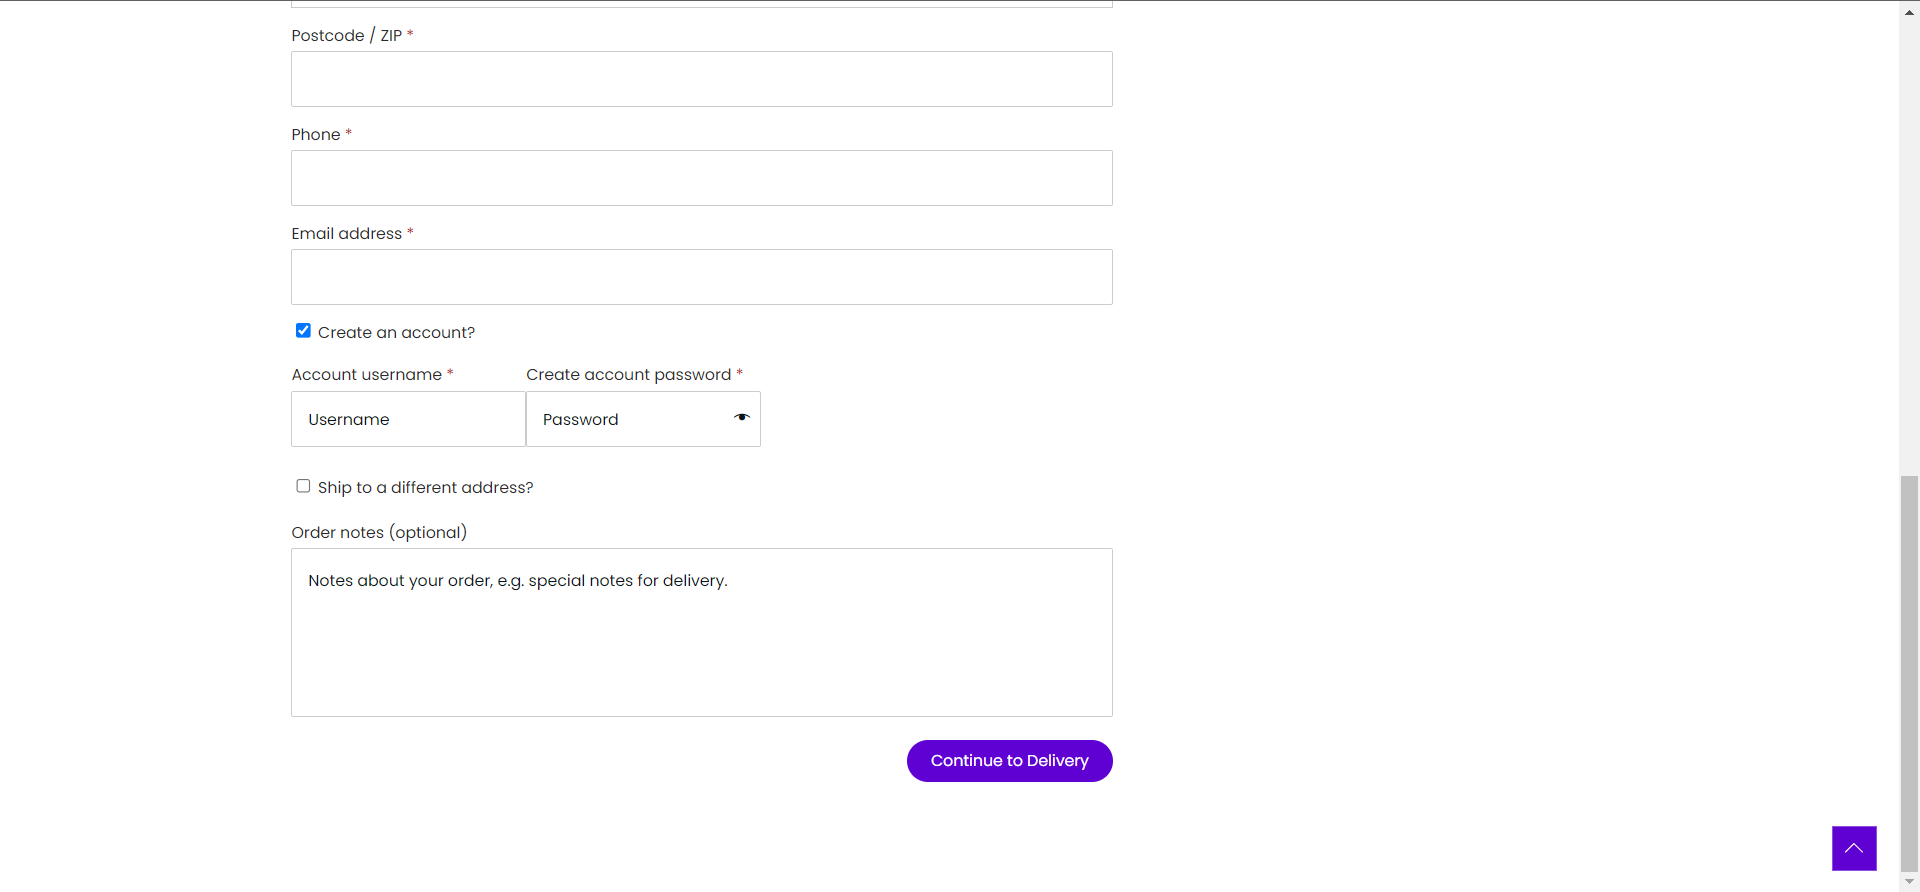 Postcode / ZIP *
Phone *
Email address *
Create an account?
Account username *
Create account password *
Username
Password
Ship to a different address?
Order notes (optional)
Notes about your order, e.g. special notes for delivery.
Continue to Delivery